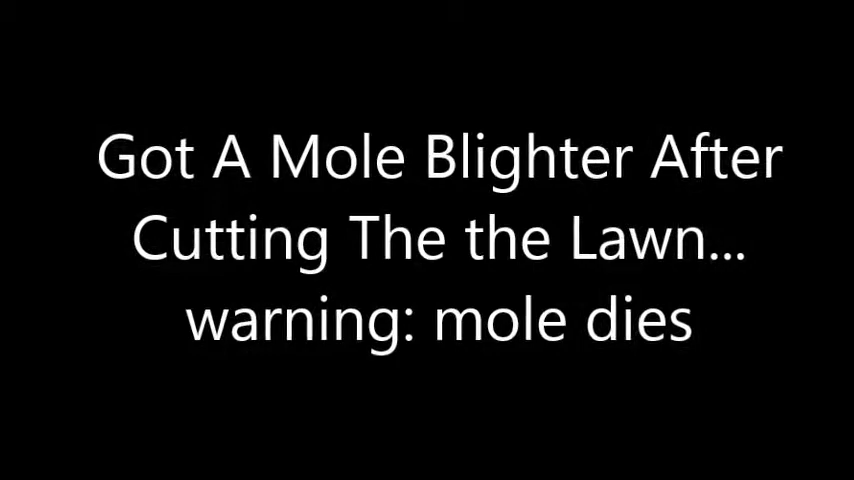 Got A Mole Blighter After
Cutting The the Lawn...
warning: mole dies